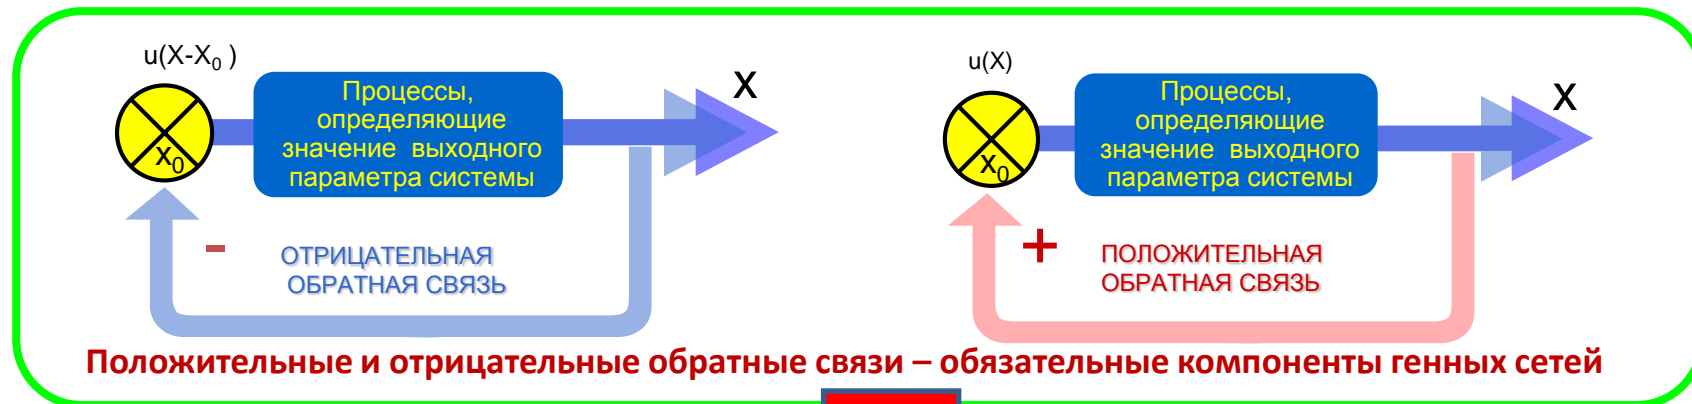 u(X-X₀ )
Процессы,
определяющие
значение выходного
параметра системы
X
x₀
-
ОТРИЦАТЕЛЬНАЯ
ОБРАТНАЯ СВЯЗЬ
u(X)
Процессы,
определяющие
значение выходного
параметра системы
X
x₀
+
ПОЛОЖИТЕЛЬНАЯ
ОБРАТНАЯ СВЯЗЬ
Положительные и отрицательные обратные связи – обязательные компоненты генных сетей